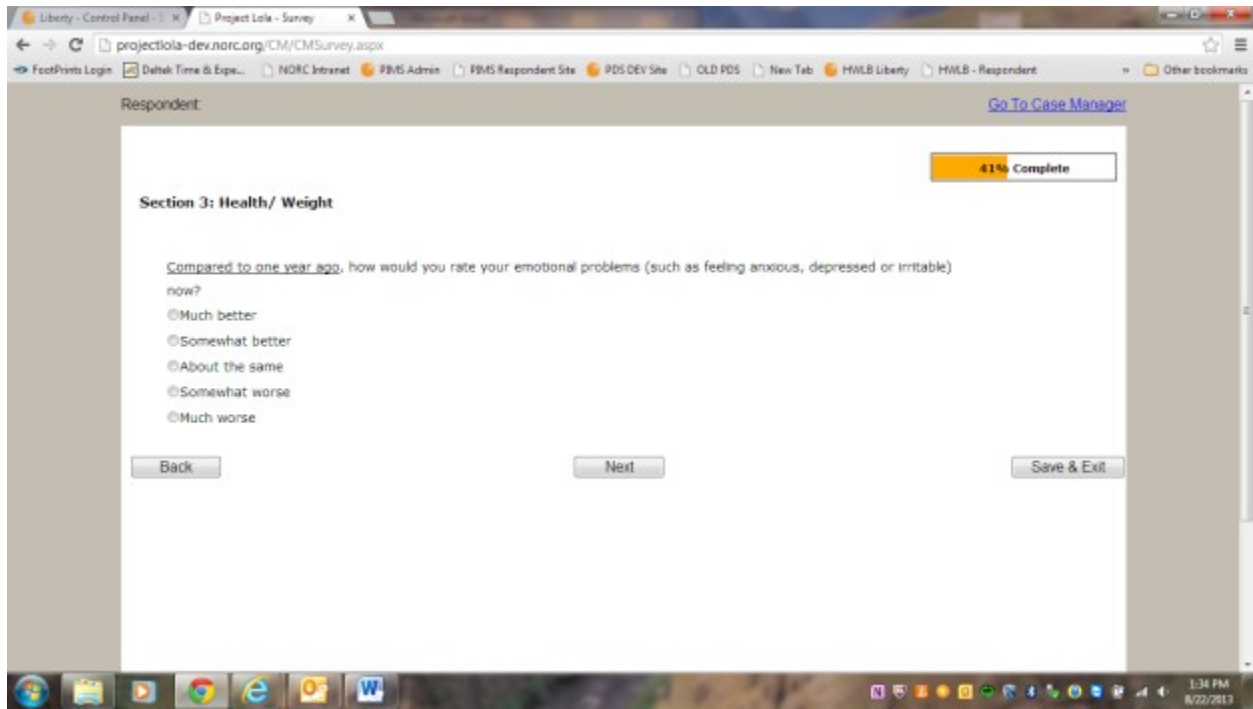 Liberty - Control Panel - S
Project Lola - Survey
projectlola-dev.norc.org/CM/CMSurvey.aspx
FootPrints Login Deltek Time & Expe... NORC Intranet PIMS Admin PIMS Respondent Site PDS DEV Site OLD PDS New Tab HWLB Liberty HWLB - Respondent » Other bookmarks
Respondent: Go To Case Manager
41% Complete
Section 3: Health/ Weight
Compared to one year ago, how would you rate your emotional problems (such as feeling anxious, depressed or irritable)
now?
Much better
Somewhat better
About the same
Somewhat worse
Much worse
Back Next Save & Exit
1:34 PM
8/22/2013